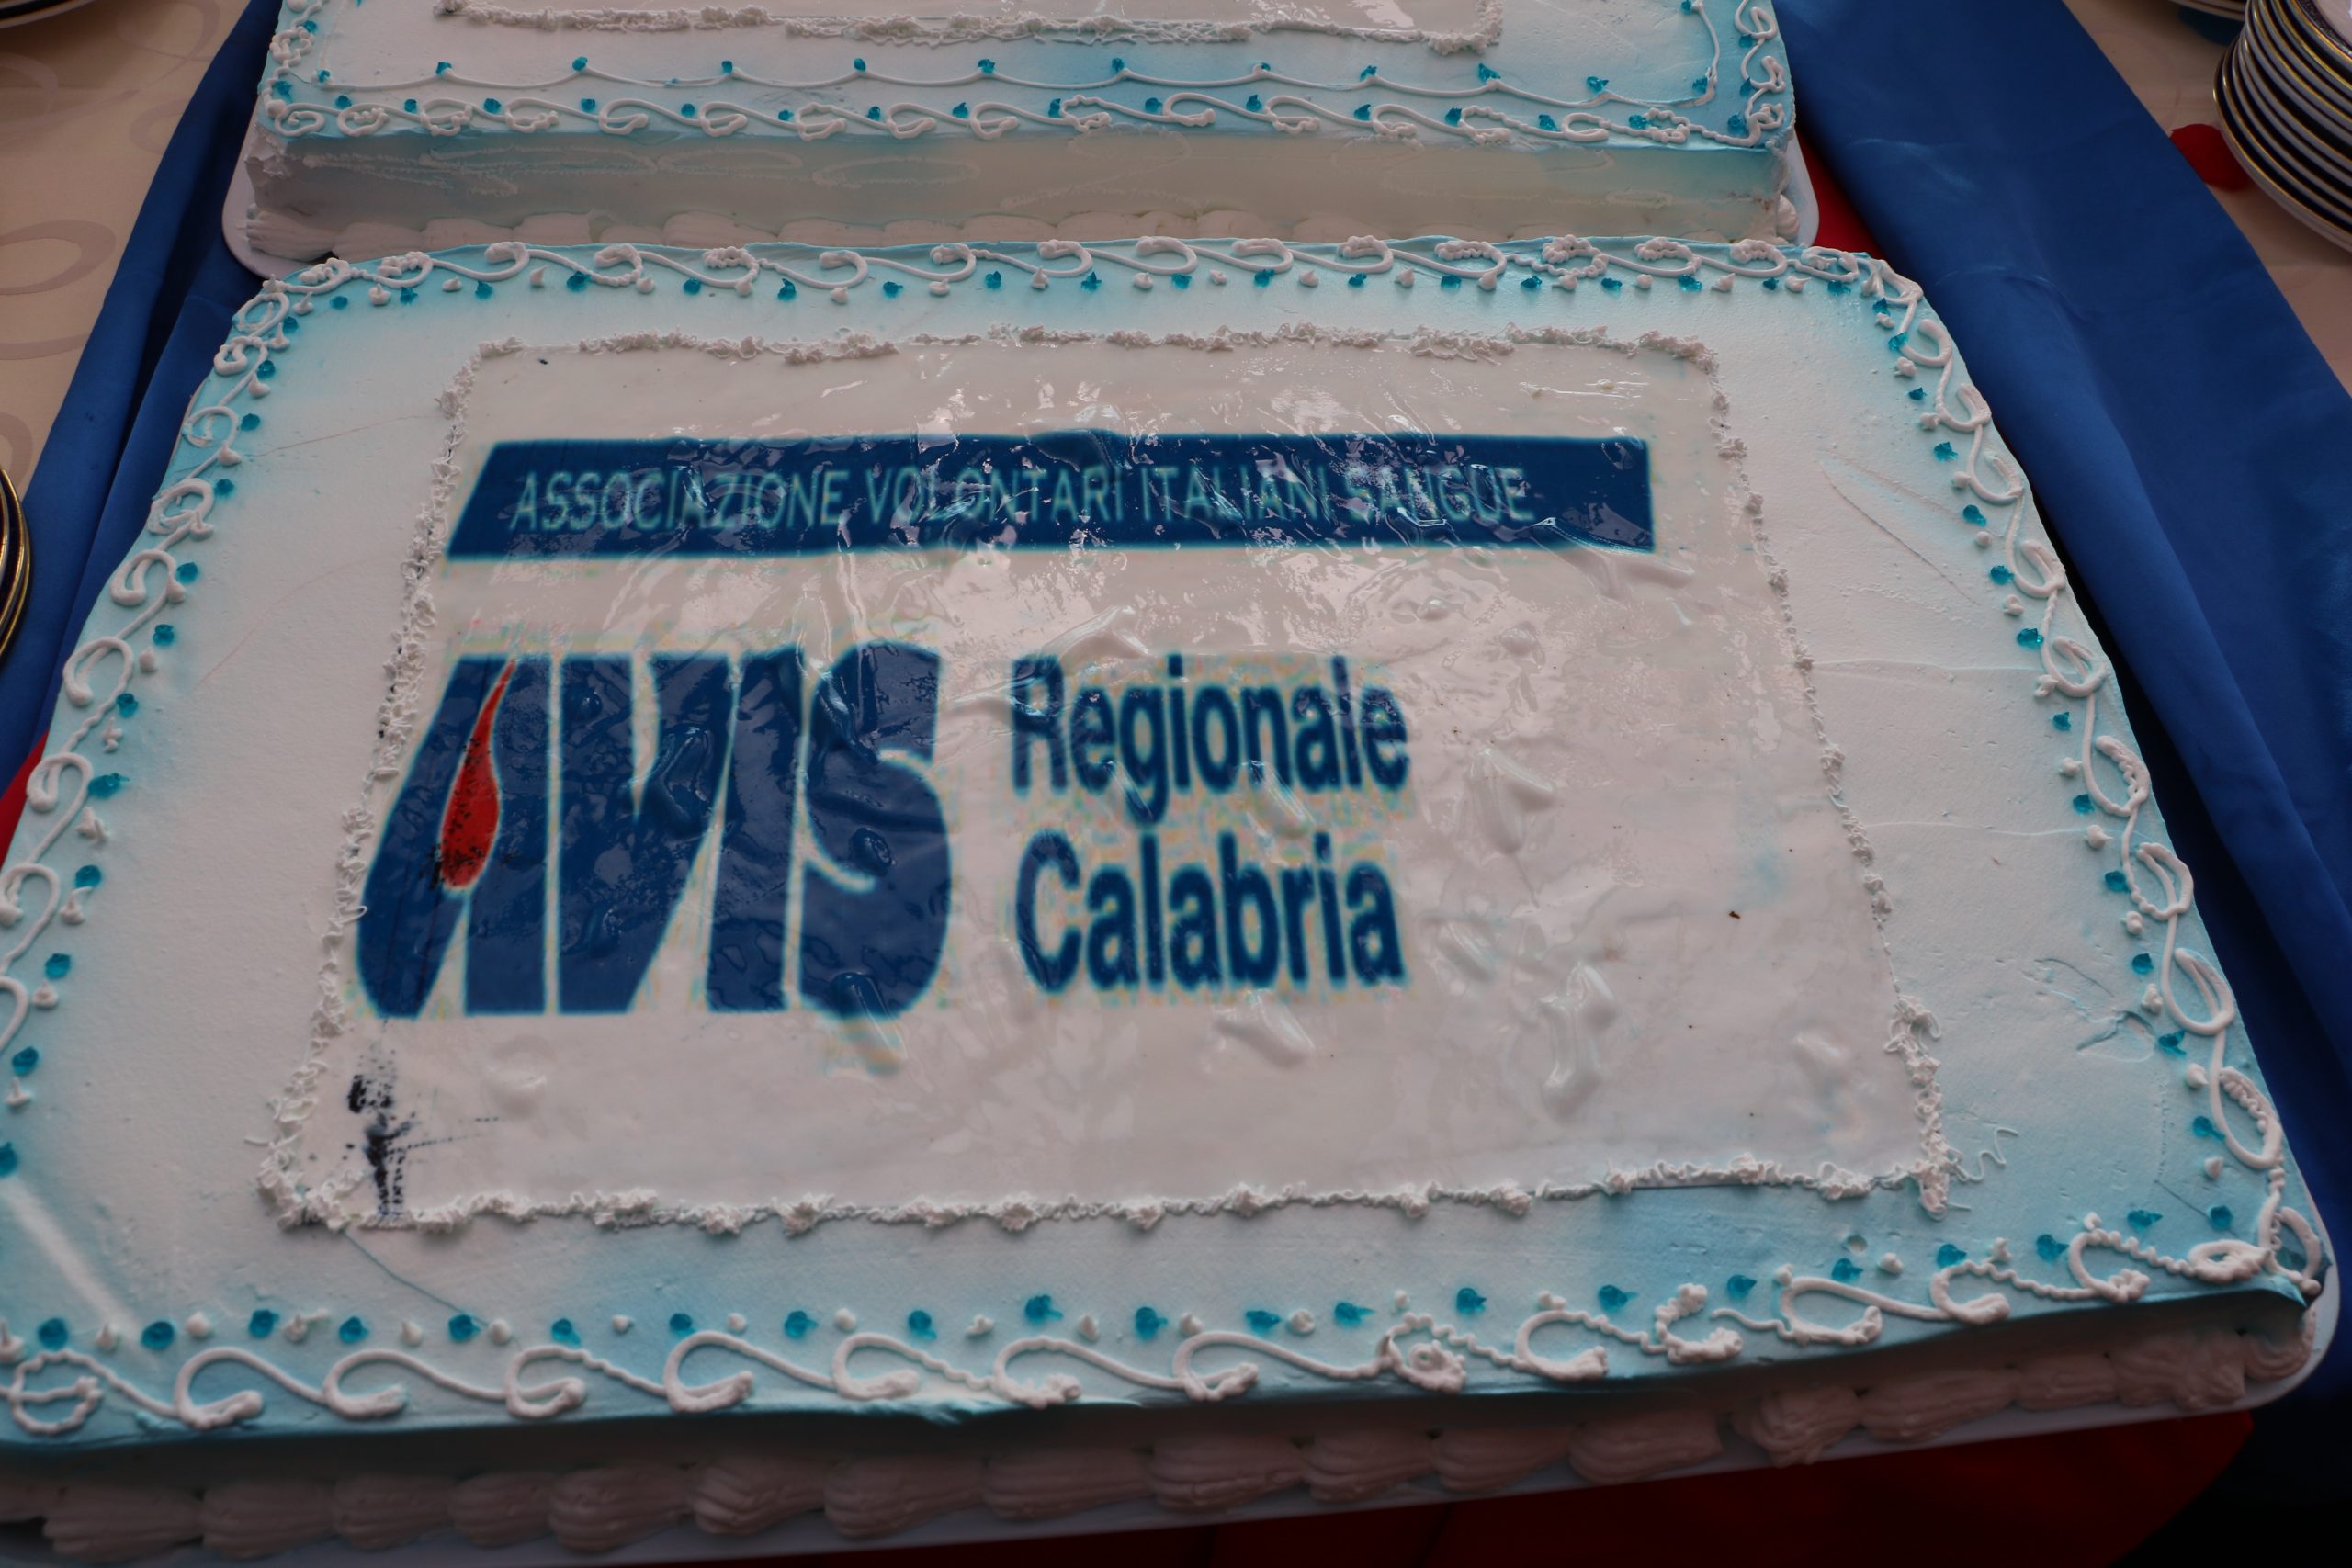 ASSOCIAZIONE VOLONTARI ITALIANI SANGUE
AVIS
Regionale
Calabria